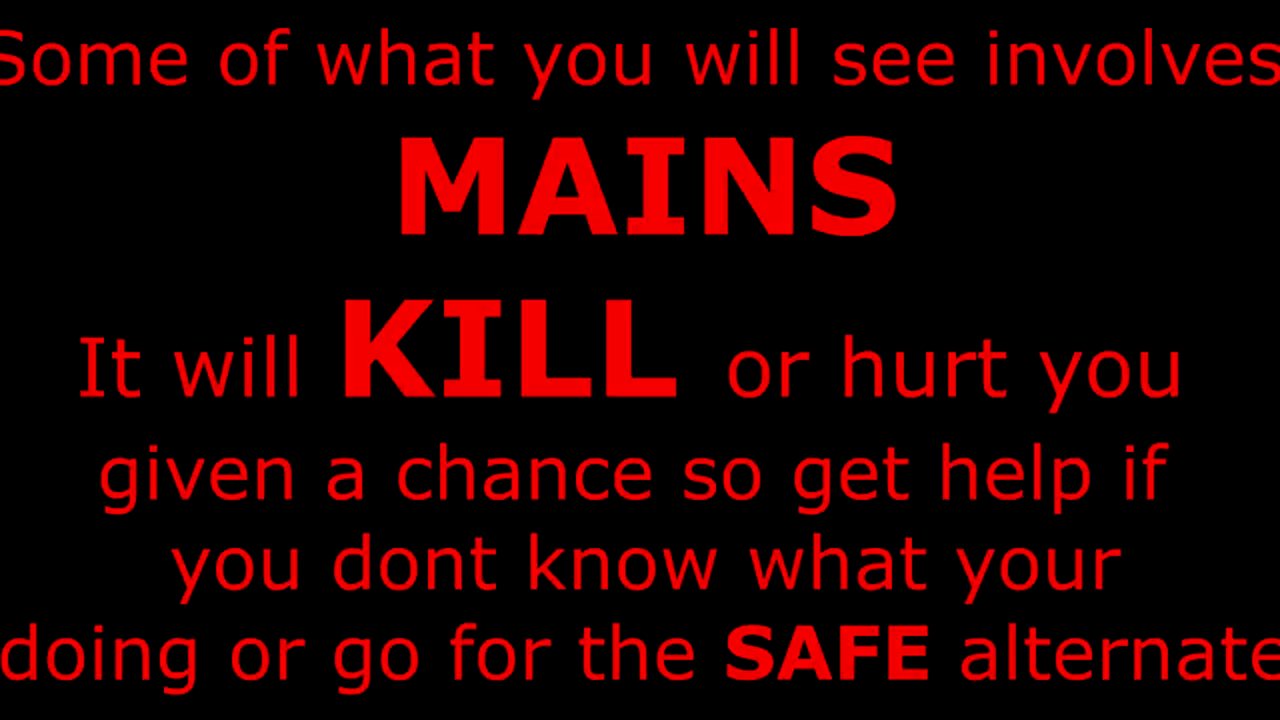 Some of what you will see involves
MAINS
It will KILL or hurt you
given a chance so get help if
you dont know what your
doing or go for the SAFE alternate